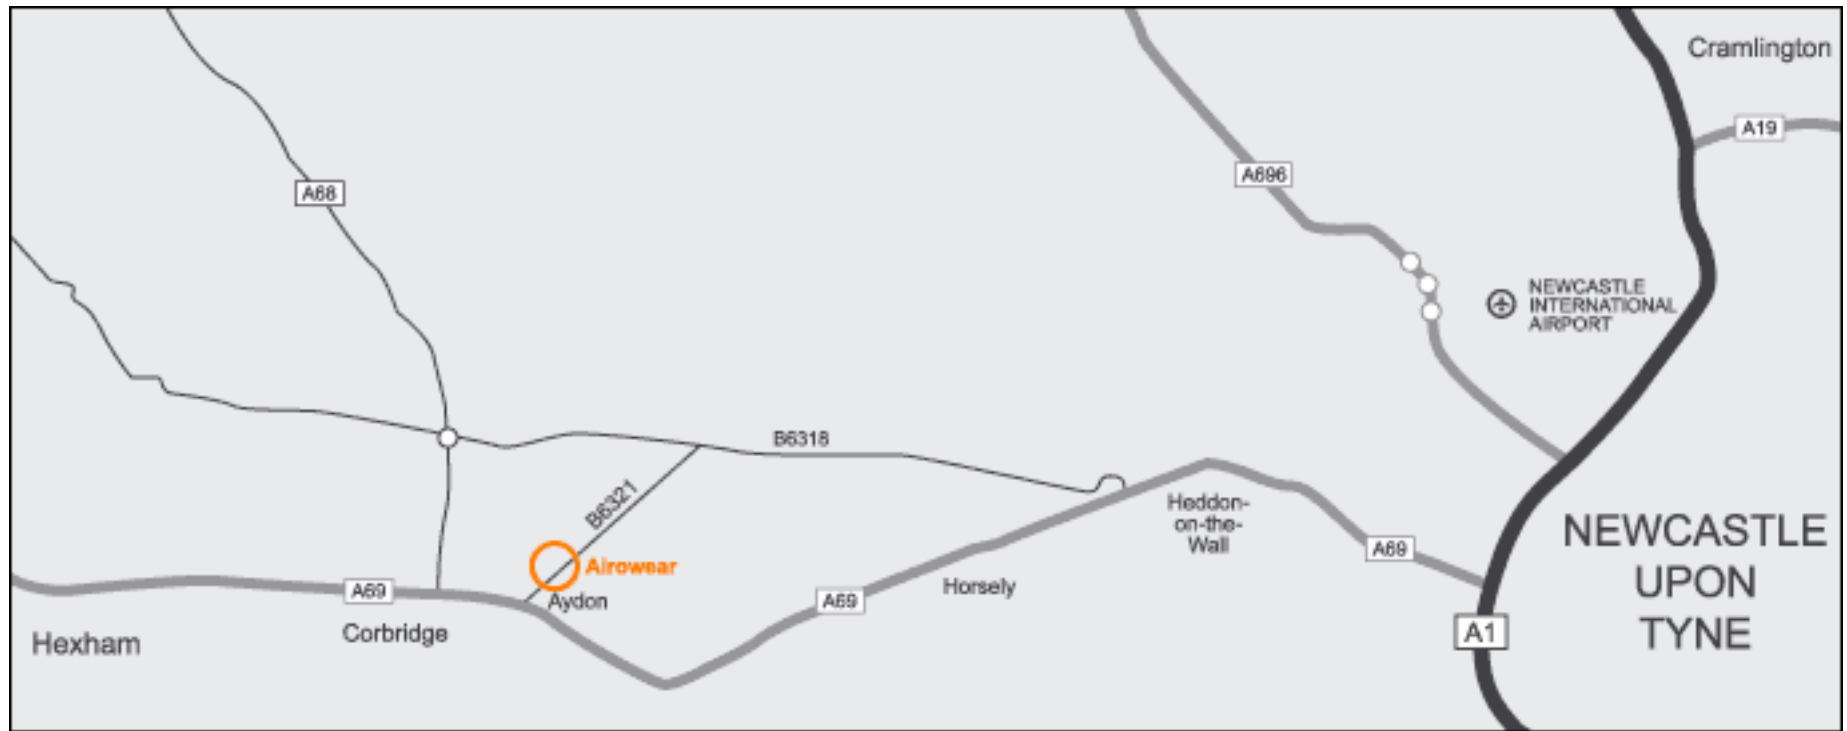 Cramlington
A19
A696
A68
NEWCASTLE
INTERNATIONAL
AIRPORT
B6318
B6321
Heddon-
on-the-
Wall
NEWCASTLE
UPON
TYNE
A69
Airowear
Horsely
A69
A69
Aydon
A1
Corbridge
Hexham